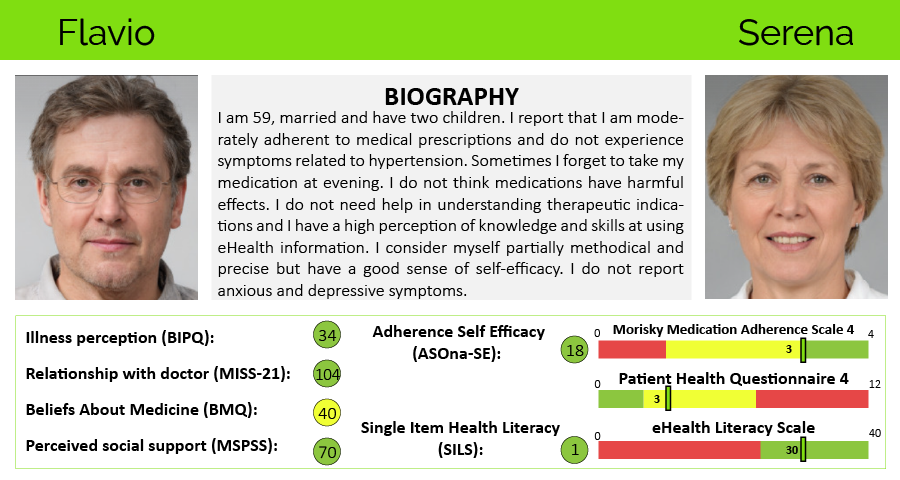 Flavio
Serena
BIOGRAPHY
I am 59, married and have two children. I report that I am mode-
rately adherent to medical prescriptions and do not experience
symptoms related to hypertension. Sometimes I forget to take my
medication at evening. I do not think medications have harmful
effects. I do not need help in understanding therapeutic indica-
tions and I have a high perception of knowledge and skills at using
eHealth information. I consider myself partially methodical and
precise but have a good sense of self-efficacy. I do not report
anxious and depressive symptoms.
Illness perception (BIPQ): 34
Relationship with doctor (MISS-21): 104
Beliefs About Medicine (BMQ): 40
Perceived social support (MSPSS): 70
Adherence Self Efficacy
(ASOna-SE): 18
Single Item Health Literacy
(SILS): 1
0 Morisky Medication Adherence Scale 4 4
3
0 Patient Health Questionnaire 4 12
3
0 eHealth Literacy Scale 40
30